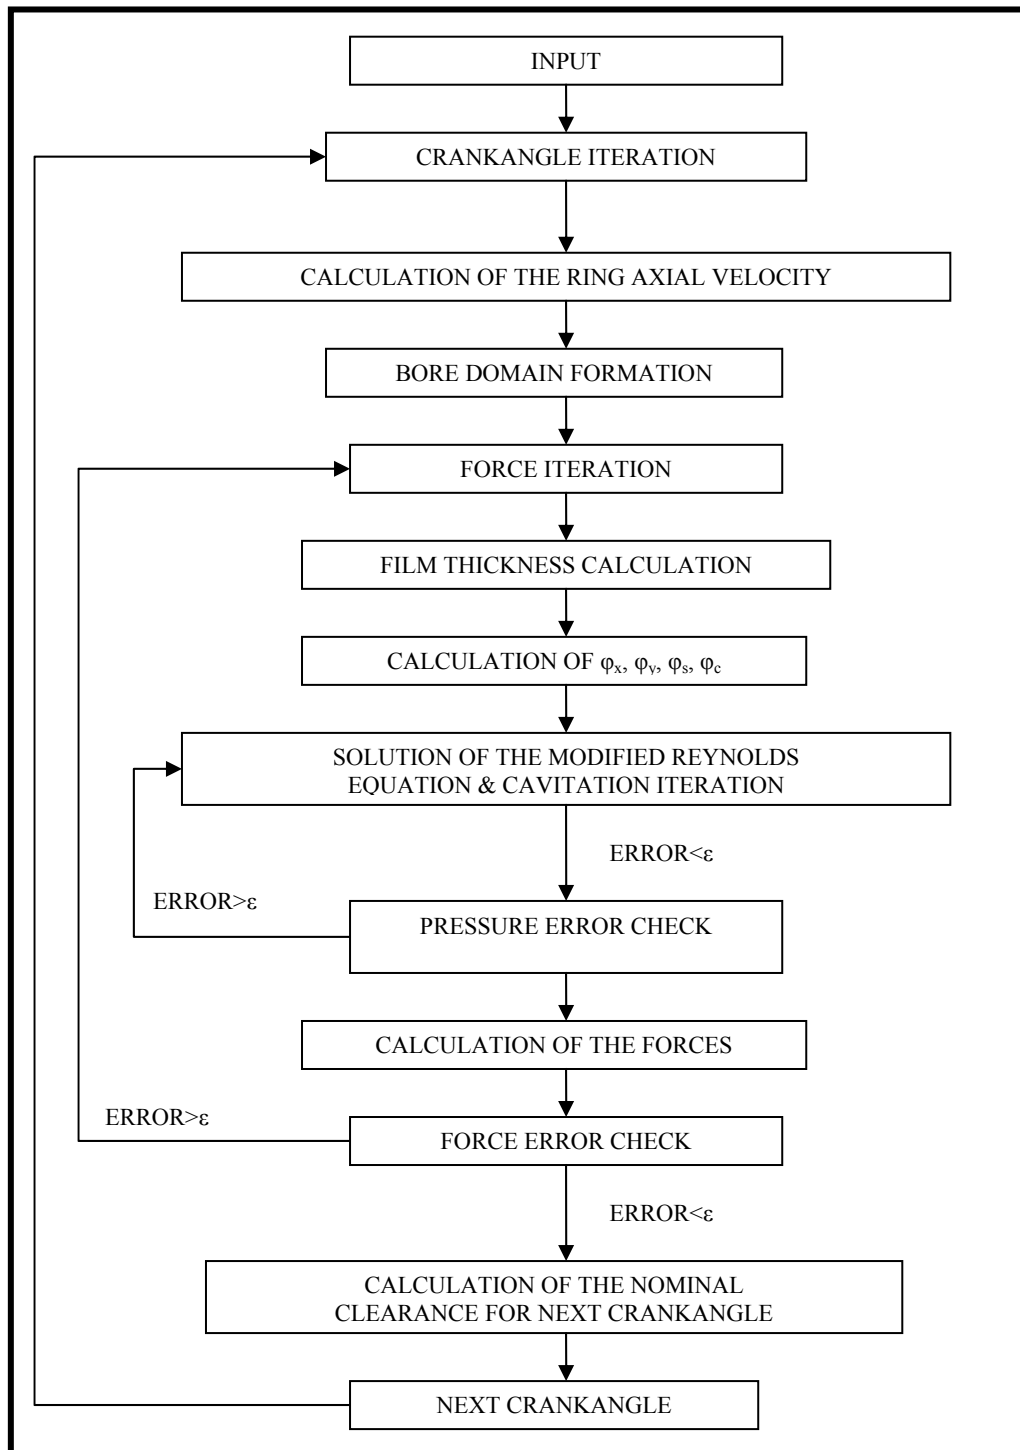 INPUT
CRANKANGLE ITERATION
CALCULATION OF THE RING AXIAL VELOCITY
BORE DOMAIN FORMATION
FORCE ITERATION
FILM THICKNESS CALCULATION
CALCULATION OF φx, φy, φs, φc
SOLUTION OF THE MODIFIED REYNOLDS
EQUATION & CAVITATION ITERATION
ERROR<ε
ERROR>ε
PRESSURE ERROR CHECK
CALCULATION OF THE FORCES
ERROR>ε
FORCE ERROR CHECK
ERROR<ε
CALCULATION OF THE NOMINAL
CLEARANCE FOR NEXT CRANKANGLE
NEXT CRANKANGLE